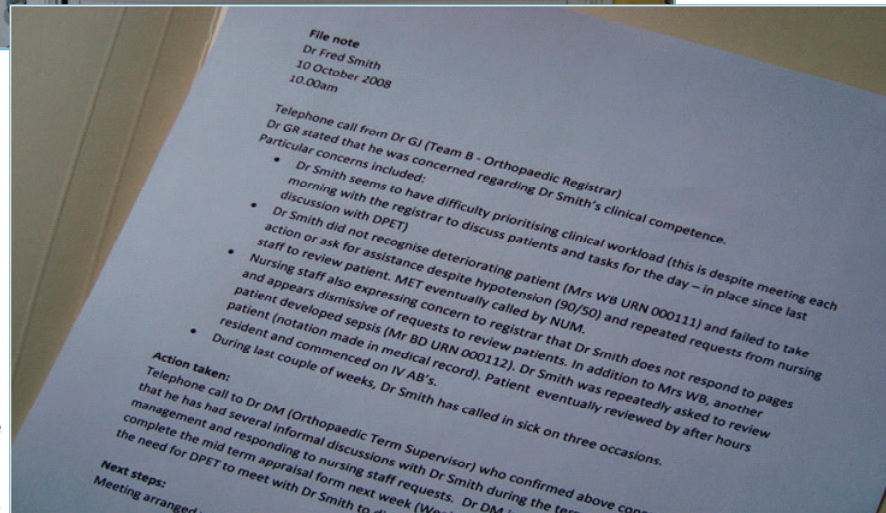 File note
Dr Fred Smith
10 October 2008
10.00am
Telephone call from Dr GJ (Team B - Orthopaedic Registrar)
Dr GR stated that he was concerned regarding Dr Smith's clinical competence.
Particular concerns included:
• Dr Smith seems to have difficulty prioritising clinical workload (this is despite meeting each
morning with the registrar to discuss patients and tasks for the day – in place since last
discussion with DPET)
• Dr Smith did not recognise deteriorating patient (Mrs WB URN 000111) and failed to take
action or ask for assistance despite hypotension (90/50) and repeated requests from nursing
staff to review patient. MET eventually called by NUM.
• Nursing staff also expressing concern to registrar that Dr Smith does not respond to pages
and appears dismissive of requests to review patients. In addition to Mrs WB, another
patient developed sepsis (Mr BD URN 000112). Dr Smith was repeatedly asked to review
patient (notation made in medical record). Patient eventually reviewed by after hours
resident and commenced on IV AB's.
• During last couple of weeks, Dr Smith has called in sick on three occasions.
Action taken:
Telephone call to Dr DM (Orthopaedic Term Supervisor) who confirmed above
that he has had several informal discussions with Dr Smith during the
management and responding to nursing staff requests. Dr DM
complete the mid term appraisal form next week
the need for DPET to meet with Dr Smith to
Next steps:
Meeting arranged